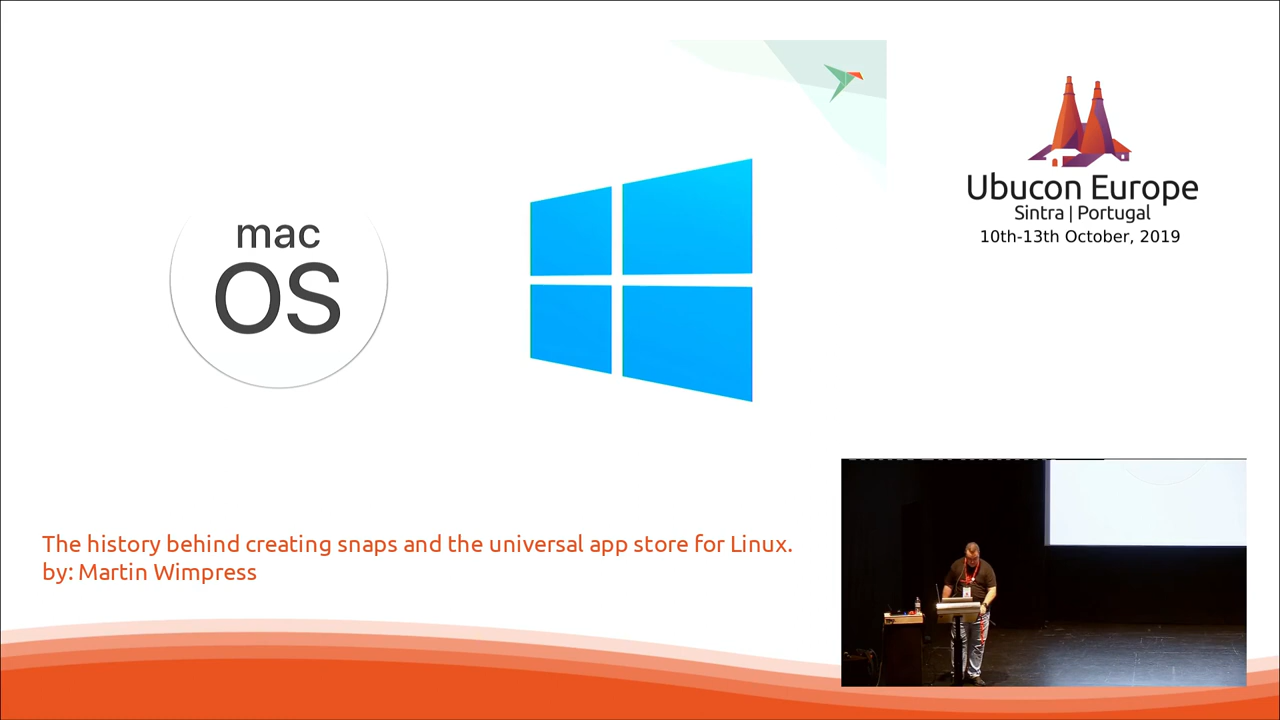 mac
OS
Ubucon Europe
Sintra | Portugal
10th-13th October, 2019
The history behind creating snaps and the universal app store for Linux.
by: Martin Wimpress